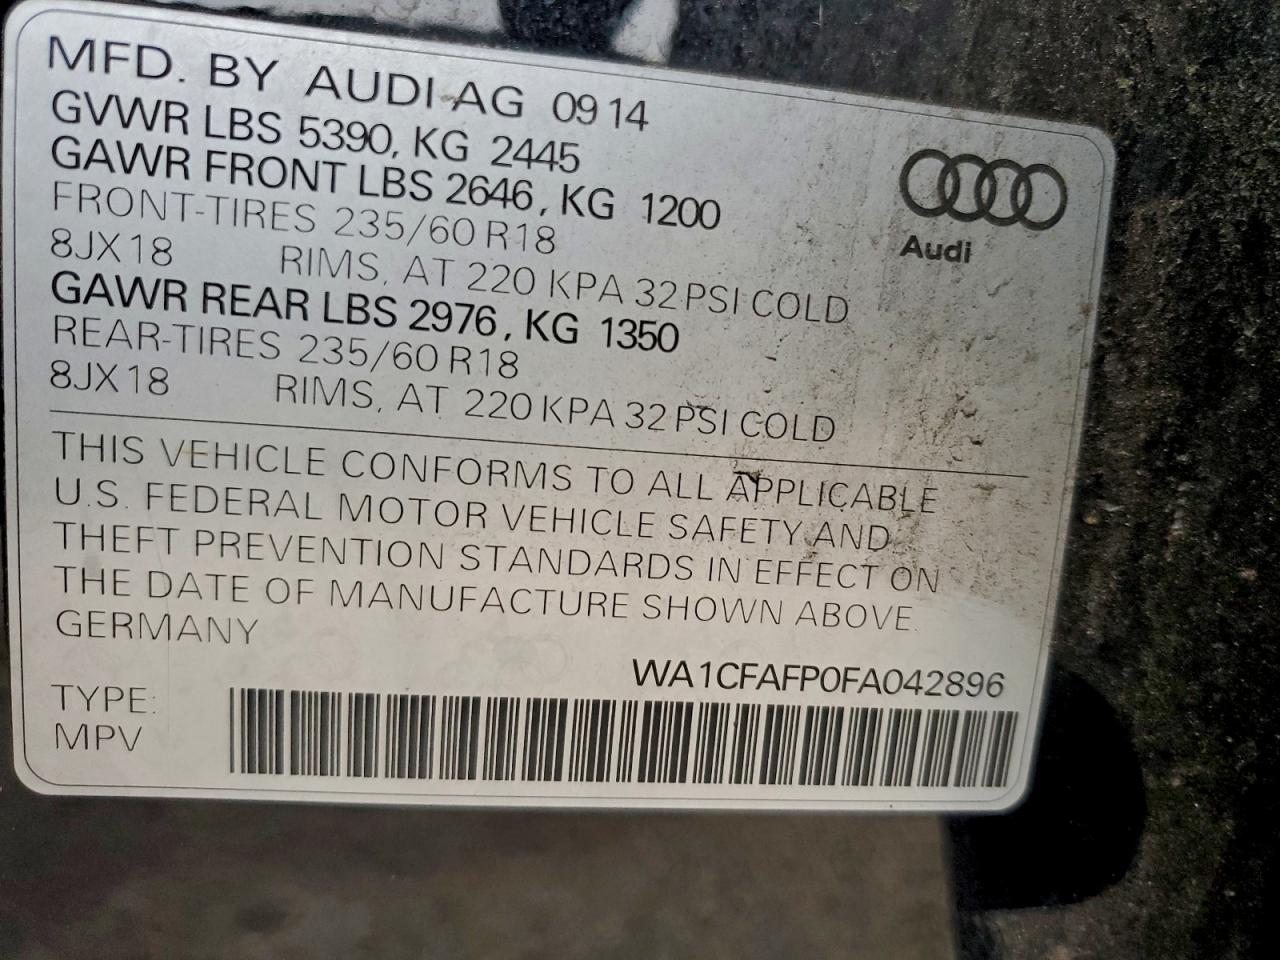 MFD. BY AUDI AG 09 14
GVWR LBS 5390, KG 2445
GAWR FRONT LBS 2646, KG 1200
FRONT-TIRES 235/60 R18
8JX18 RIMS, AT 220 KPA 32 PSI COLD
GAWR REAR LBS 2976, KG 1350
REAR-TIRES 235/60 R18
8JX18 RIMS, AT 220 KPA 32 PSI COLD
Audi
THIS VEHICLE CONFORMS TO ALL APPLICABLE
U.S. FEDERAL MOTOR VEHICLE SAFETY AND
THEFT PREVENTION STANDARDS IN EFFECT ON
THE DATE OF MANUFACTURE SHOWN ABOVE.
GERMANY
WA1CFAFP0FA042896
TYPE:
MPV